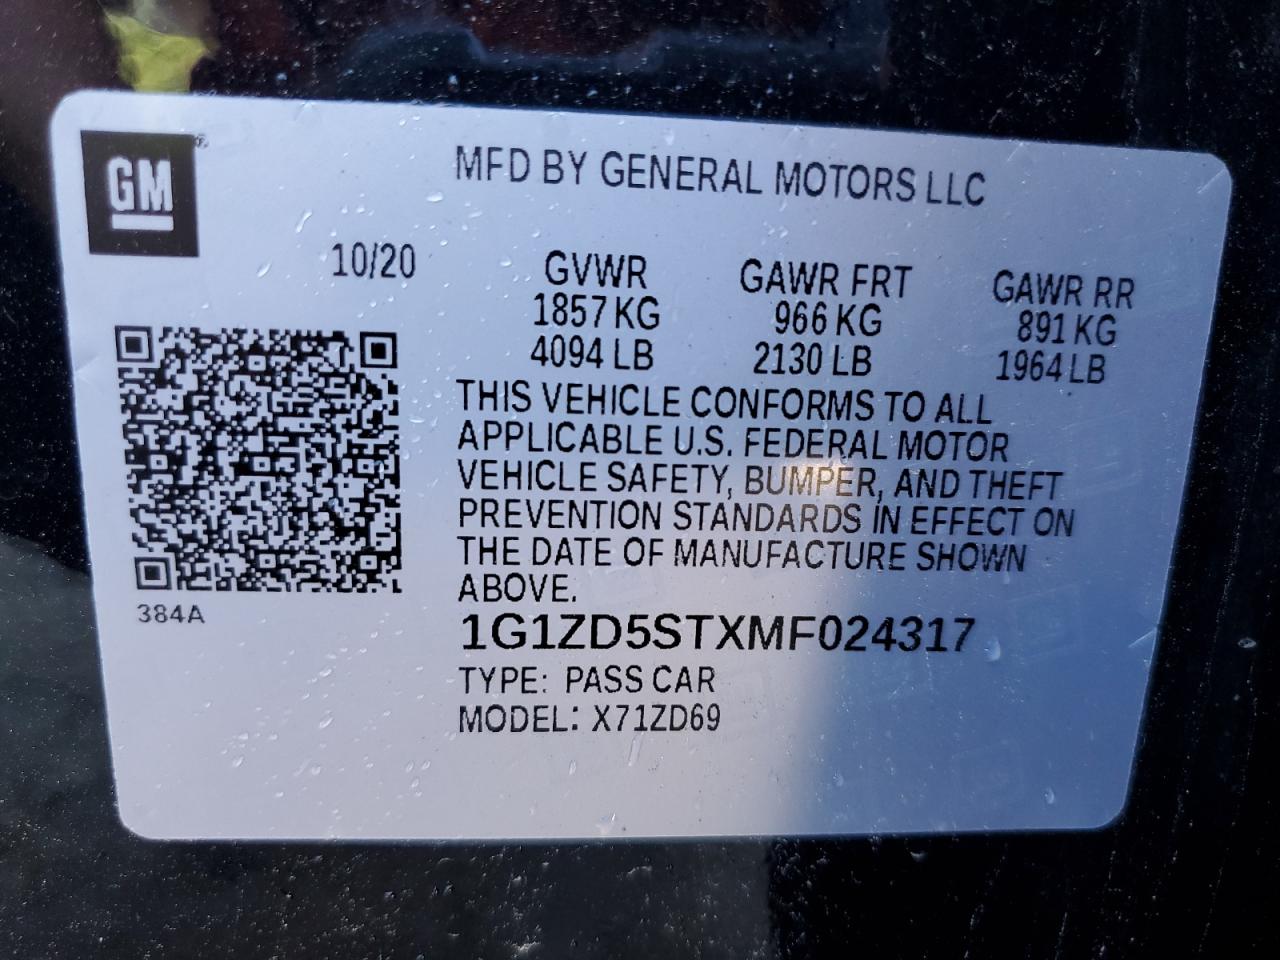 GM®
MFD BY GENERAL MOTORS LLC
10/20
GVWR GAWR FRT GAWR RR
1857 KG 966 KG 891 KG
4094 LB 2130 LB 1964 LB
THIS VEHICLE CONFORMS TO ALL
APPLICABLE U.S. FEDERAL MOTOR
VEHICLE SAFETY, BUMPER, AND THEFT
PREVENTION STANDARDS IN EFFECT ON
THE DATE OF MANUFACTURE SHOWN
ABOVE.
384A
1G1ZD5STXMF024317
TYPE: PASS CAR
MODEL: X71ZD69